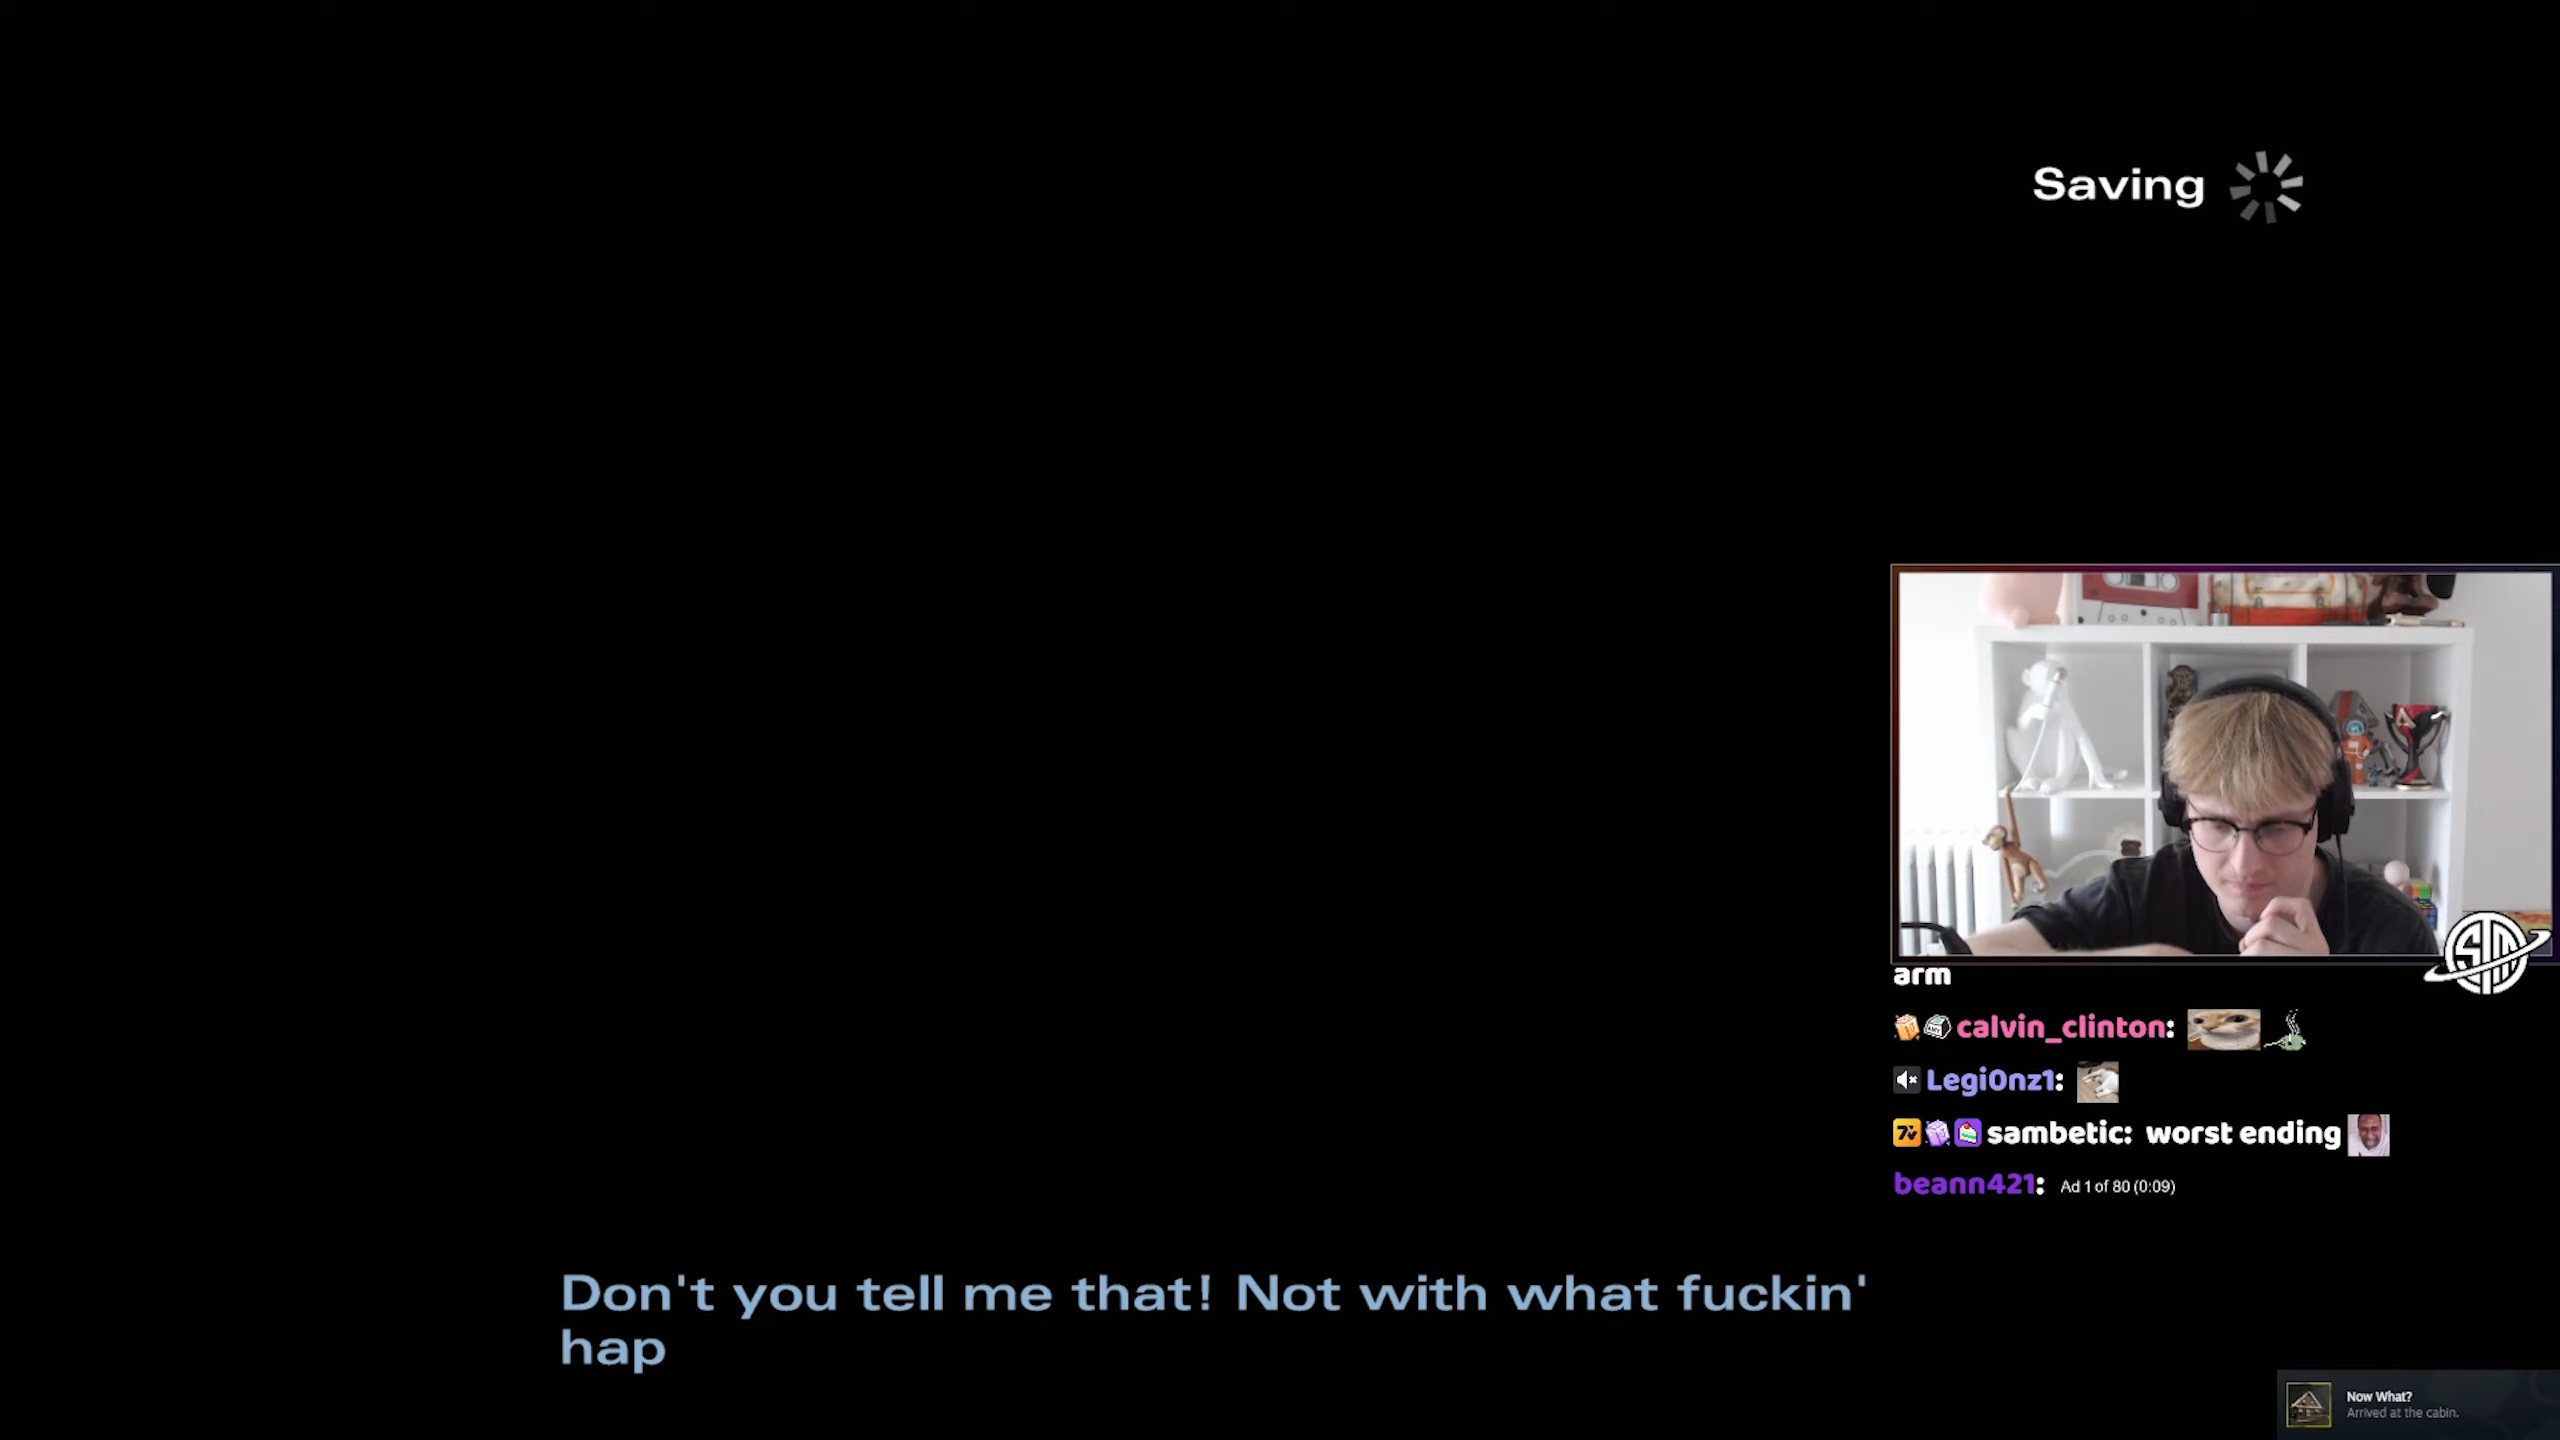 Saving
arm
calvin_clinton:
Legi0nz1:
sambetic: worst ending
beann421: Ad 1 of 80 (0:09)
Don't you tell me that! Not with what fuckin'
hap
Now What?
Arrived at the cabin.